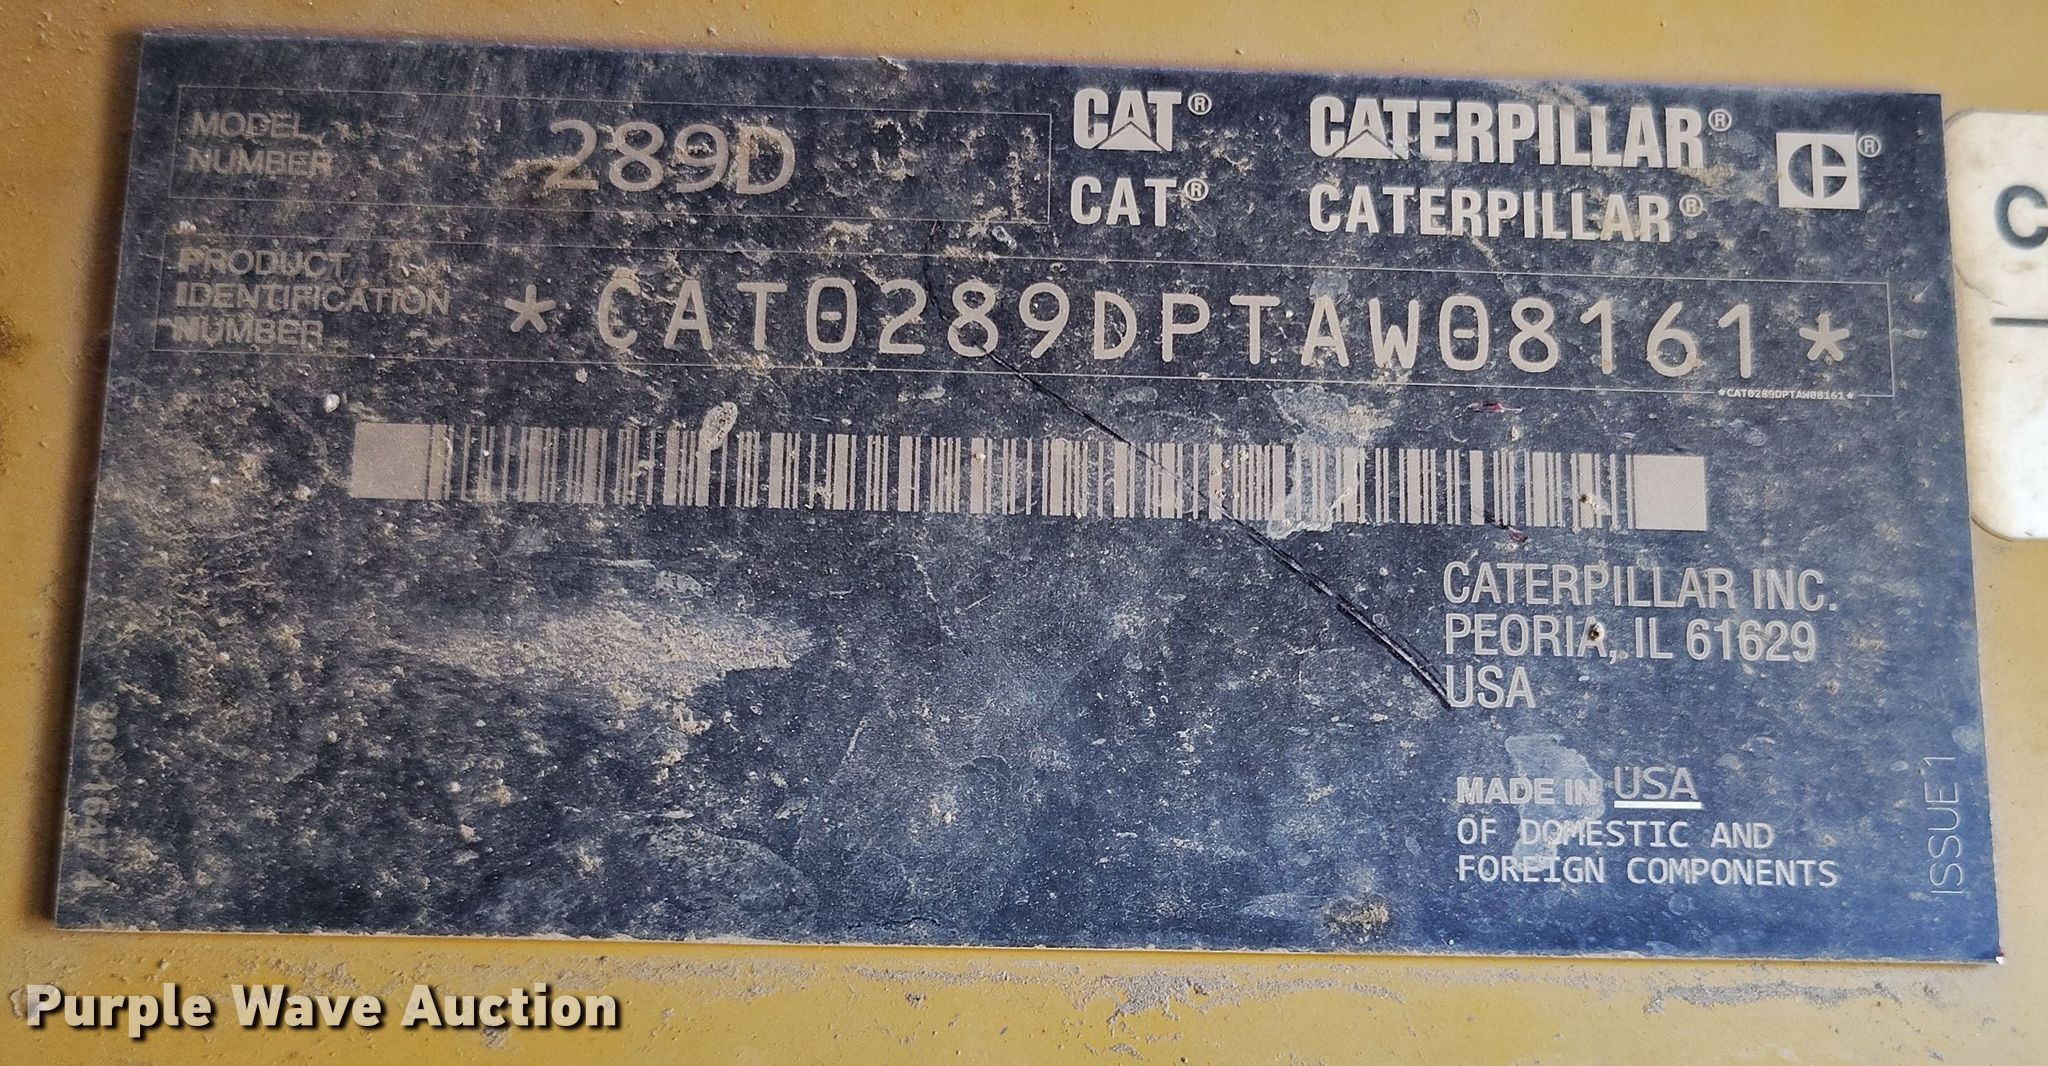 MODEL
NUMBER
289D
CAT® CATERPILLAR® ®
CAT® CATERPILLAR®
PRODUCT
IDENTIFICATION
NUMBER
*CAT0289DPTAW08161*
*CAT0289DPTAW08161*
C
CATERPILLAR INC.
PEORIA, IL 61629
USA
MADE IN USA
OF DOMESTIC AND
FOREIGN COMPONENTS
ISSUE 1
Purple Wave Auction